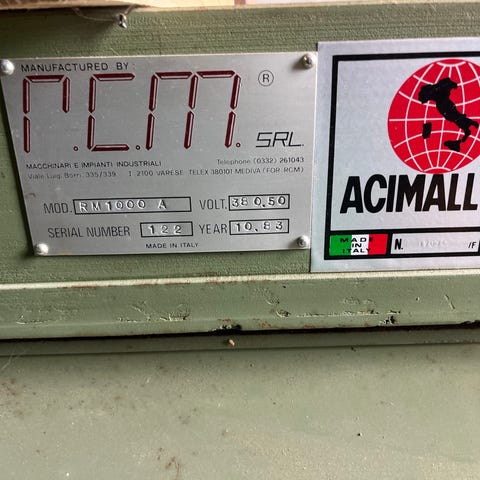 MANUFACTURED BY:
r.c.m. ® SRL.
MACCHINARI E IMPIANTI INDUSTRIALI Telephone (0332) 261043
Viale Luigi Borri, 335/339 I 2100 VARESE TELEX 380101 MEDIVA (FOR RCM)
MOD. RM1000 A VOLT. 380.50
SERIAL NUMBER 122 YEAR 10.83
MADE IN ITALY
ACIMALL
MADE
IN
ITALY
N. /F